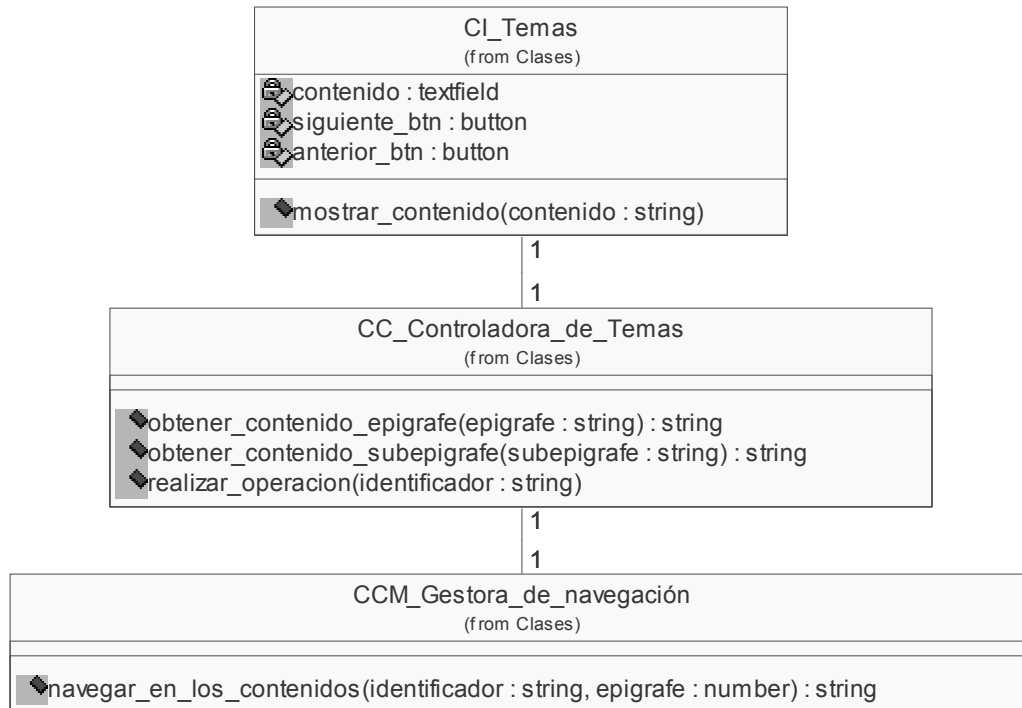 CI_Temas
(from Clases)
contenido : textfield
siguiente_btn : button
anterior_btn : button
mostrar_contenido(contenido : string)
1
1
CC_Controladora_de_Temas
(from Clases)
obtener_contenido_epigrafe(epigrafe : string) : string
obtener_contenido_subepigrafe(subepigrafe : string) : string
realizar_operacion(identificador : string)
1
1
CCM_Gestora_de_navegación
(from Clases)
navegar_en_los_contenidos(identificador : string, epigrafe : number) : string